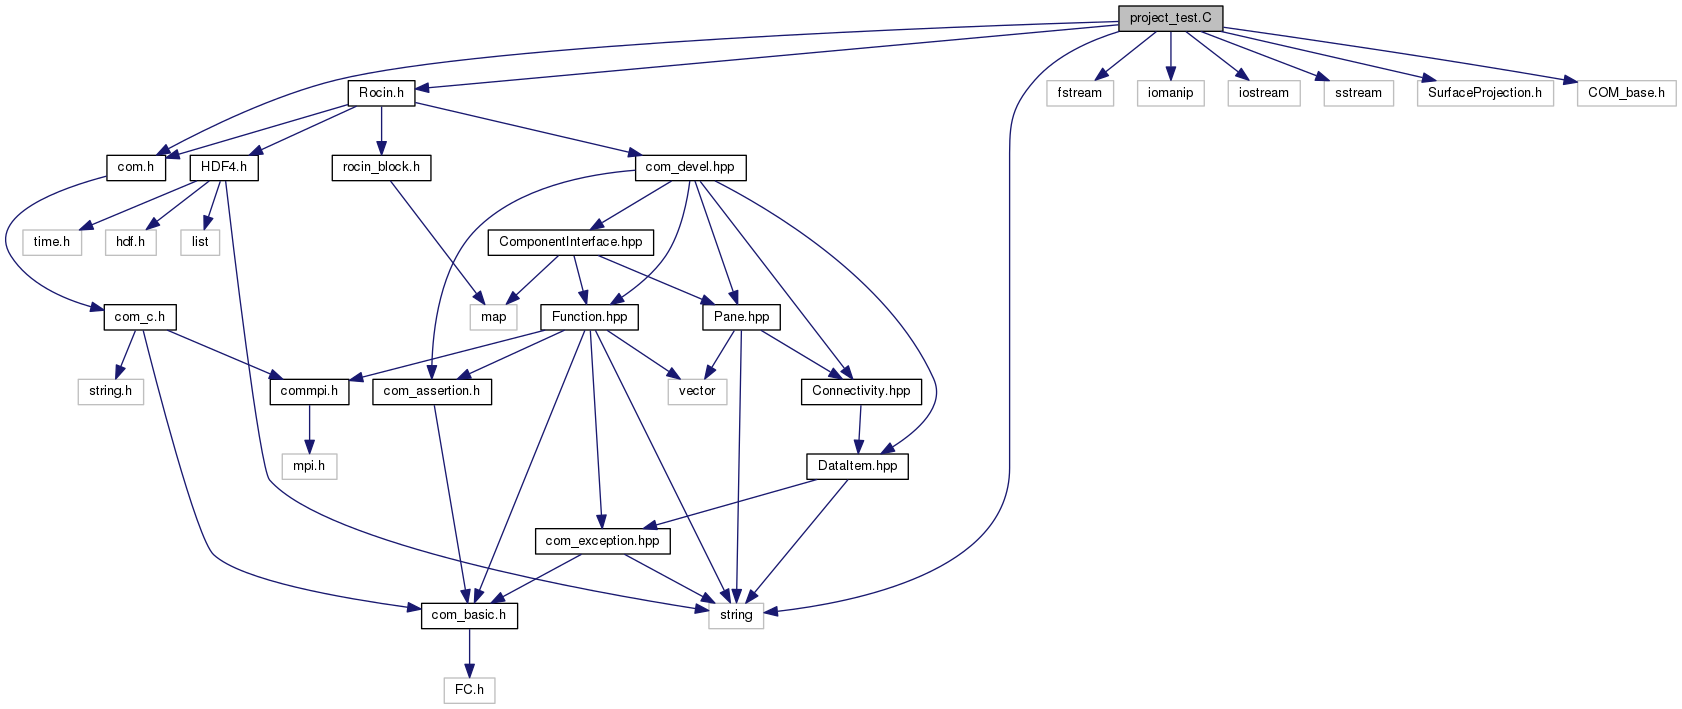 project_test.C
Rocin.h
fstream
iomanip
iostream
sstream
SurfaceProjection.h
COM_base.h
com.h
HDF4.h
rocin_block.h
com_devel.hpp
time.h
hdf.h
list
ComponentInterface.hpp
com_c.h
map
Function.hpp
Pane.hpp
string.h
commpi.h
com_assertion.h
vector
Connectivity.hpp
mpi.h
DataItem.hpp
com_exception.hpp
com_basic.h
string
FC.h